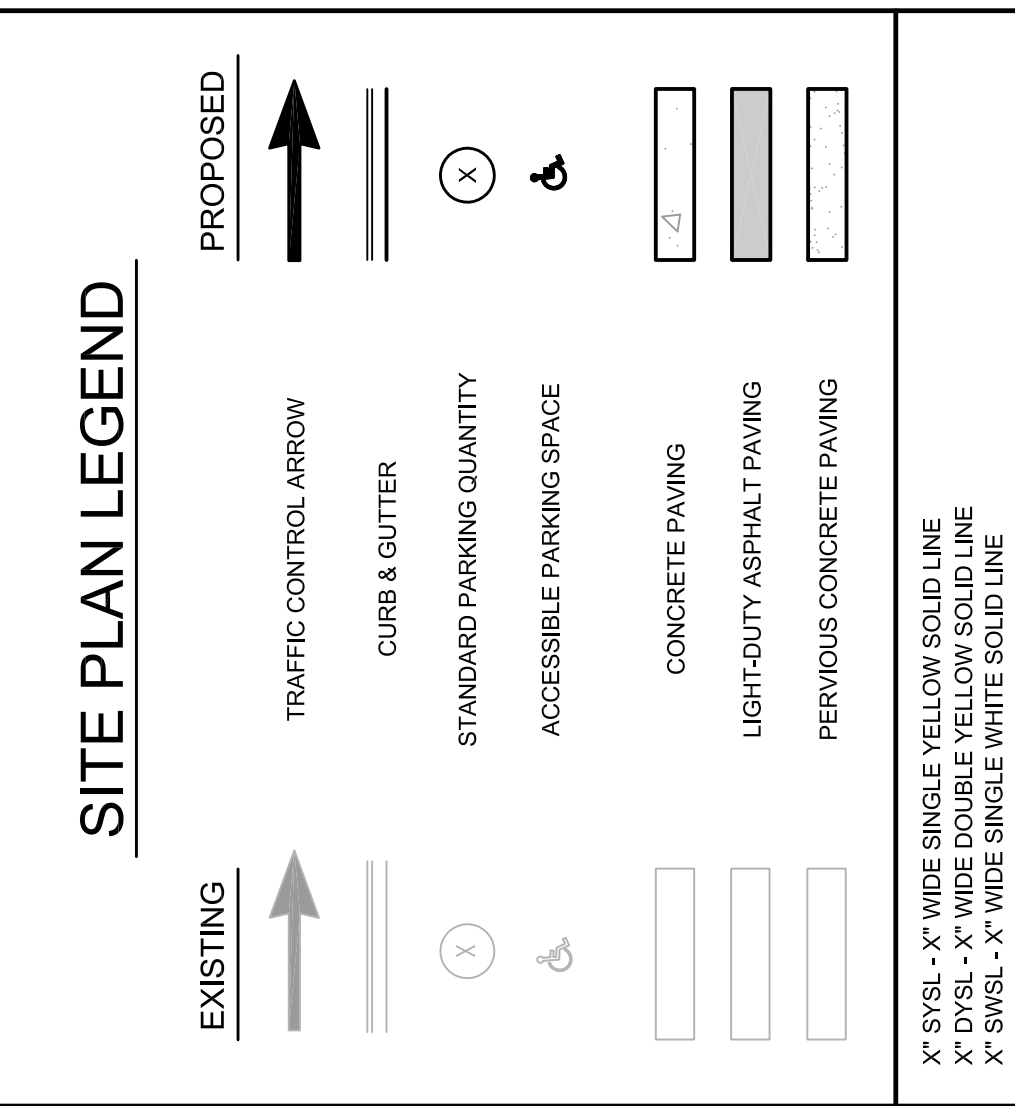 SITE PLAN LEGEND
EXISTING PROPOSED
TRAFFIC CONTROL ARROW
CURB & GUTTER
X STANDARD PARKING QUANTITY X
ACCESSIBLE PARKING SPACE
CONCRETE PAVING
LIGHT-DUTY ASPHALT PAVING
PERVIOUS CONCRETE PAVING
X" SYSL - X" WIDE SINGLE YELLOW SOLID LINE
X" DYSL - X" WIDE DOUBLE YELLOW SOLID LINE
X" SWSL - X" WIDE SINGLE WHITE SOLID LINE